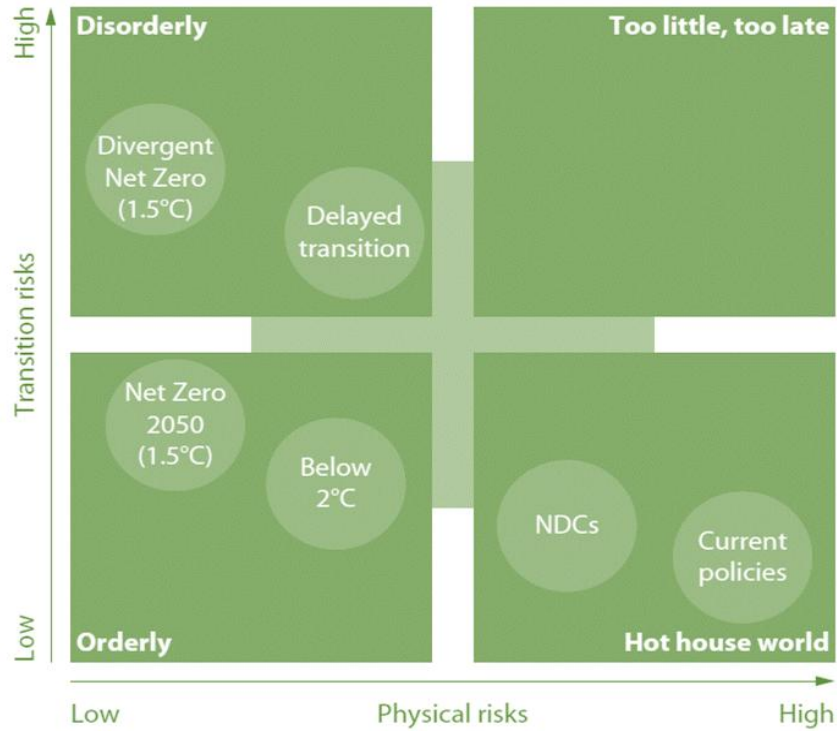 High
Disorderly
Too little, too late
Divergent
Net Zero
(1.5°C)
Delayed
transition
Transition risks
Net Zero
2050
(1.5°C)
Below
2°C
NDCs
Current
policies
Low
Orderly
Hot house world
Low
Physical risks
High